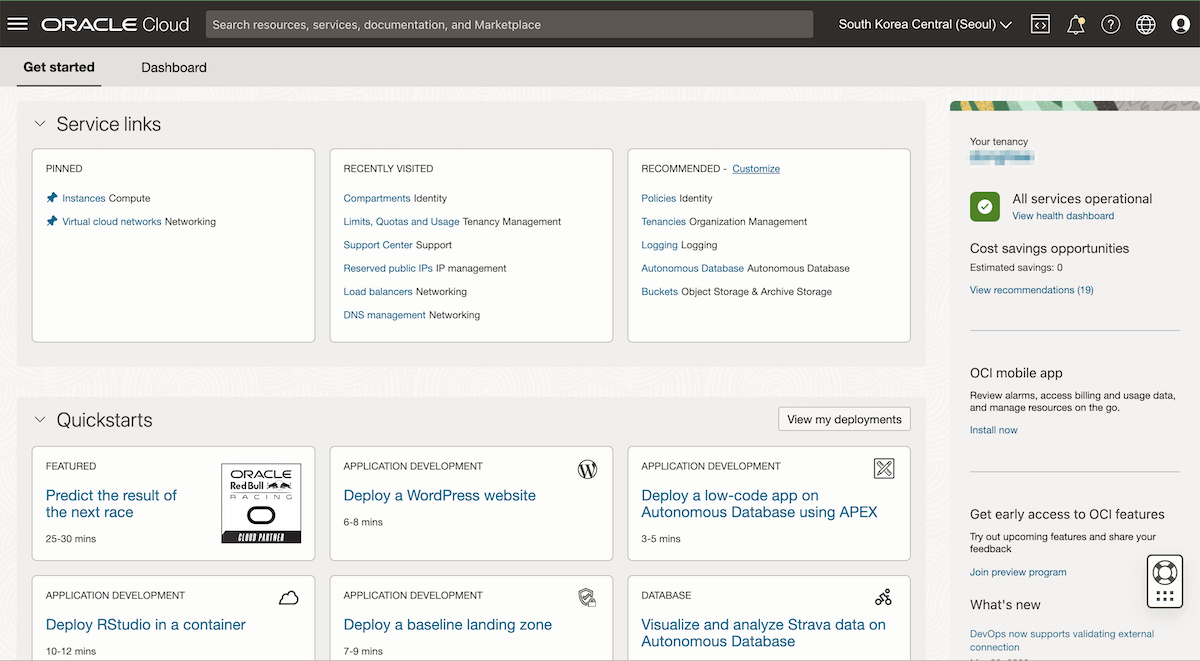 ORACLE Cloud
Search resources, services, documentation, and Marketplace
South Korea Central (Seoul)
Get started
Dashboard
Service links
PINNED
Instances Compute
Virtual cloud networks Networking
RECENTLY VISITED
Compartments Identity
Limits, Quotas and Usage Tenancy Management
Support Center Support
Reserved public IPs IP management
Load balancers Networking
DNS management Networking
RECOMMENDED - Customize
Policies Identity
Tenancies Organization Management
Logging Logging
Autonomous Database Autonomous Database
Buckets Object Storage & Archive Storage
Quickstarts
View my deployments
FEATURED
Predict the result of
the next race
25-30 mins
ORACLE
Red Bull
RACING
CLOUD PARTNER
APPLICATION DEVELOPMENT
Deploy a WordPress website
6-8 mins
APPLICATION DEVELOPMENT
Deploy a low-code app on
Autonomous Database using APEX
3-5 mins
APPLICATION DEVELOPMENT
Deploy RStudio in a container
10-12 mins
APPLICATION DEVELOPMENT
Deploy a baseline landing zone
7-9 mins
DATABASE
Visualize and analyze Strava data on
Autonomous Database
Your tenancy
All services operational
View health dashboard
Cost savings opportunities
Estimated savings: 0
View recommendations (19)
OCI mobile app
Review alarms, access billing and usage data,
and manage resources on the go.
Install now
Get early access to OCI features
Try out upcoming features and share your
feedback
Join preview program
What's new
DevOps now supports validating external
connection